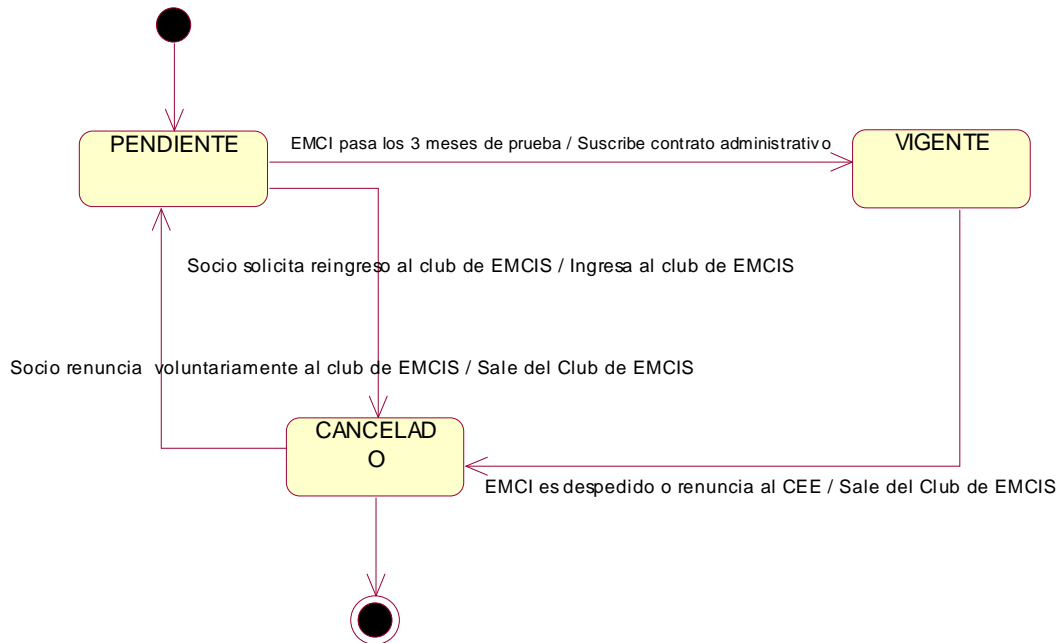 PENDIENTE
EMCI pasa los 3 meses de prueba / Suscribe contrato administrativo
VIGENTE
Socio solicita reingreso al club de EMCIS / Ingresa al club de EMCIS
Socio renuncia voluntariamente al club de EMCIS / Sale del Club de EMCIS
CANCELAD
O
EMCI es despedido o renuncia al CEE / Sale del Club de EMCIS